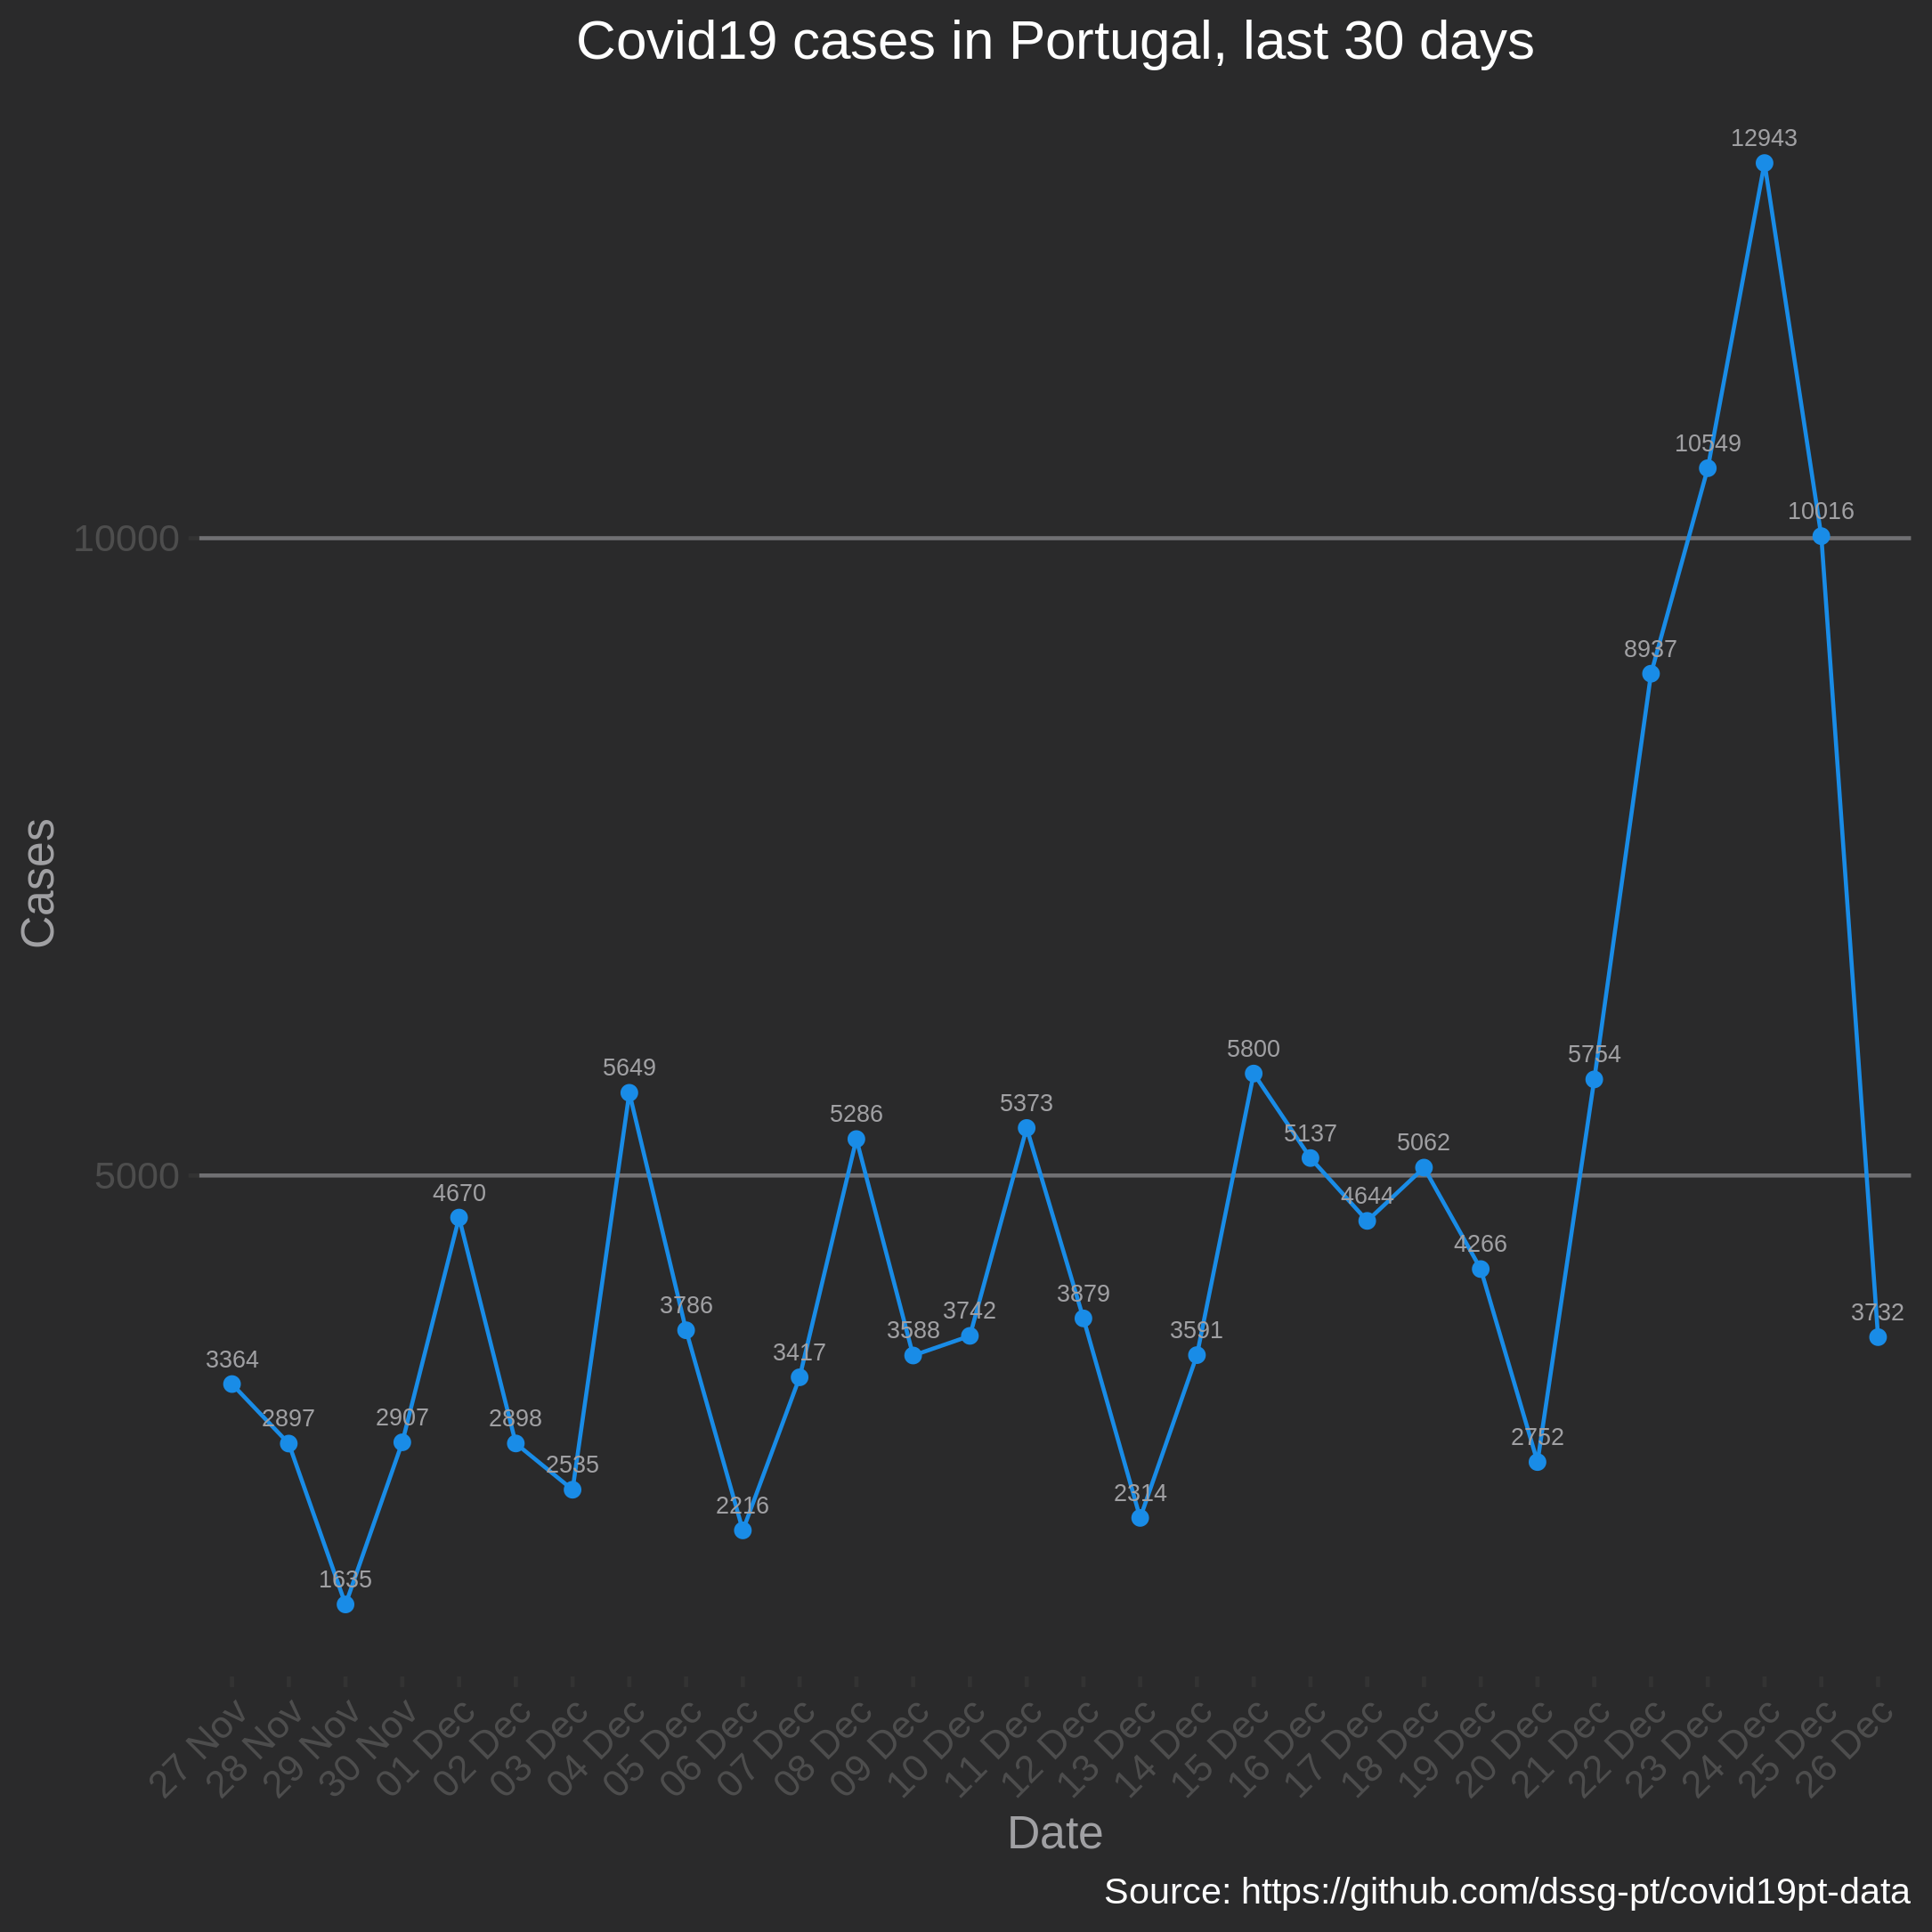 Covid19 cases in Portugal, last 30 days
Cases
10000
5000
3364
2897
1635
2907
4670
2898
2535
5649
3786
2216
3417
5286
3588
3742
5373
3879
2314
3591
5800
5137
4644
5062
4266
2752
5754
8937
10549
12943
10016
3732
27 Nov
28 Nov
29 Nov
30 Nov
01 Dec
02 Dec
03 Dec
04 Dec
05 Dec
06 Dec
07 Dec
08 Dec
09 Dec
10 Dec
11 Dec
12 Dec
13 Dec
14 Dec
15 Dec
16 Dec
17 Dec
18 Dec
19 Dec
20 Dec
21 Dec
22 Dec
23 Dec
24 Dec
25 Dec
26 Dec
Date
Source: https://github.com/dssg-pt/covid19pt-data